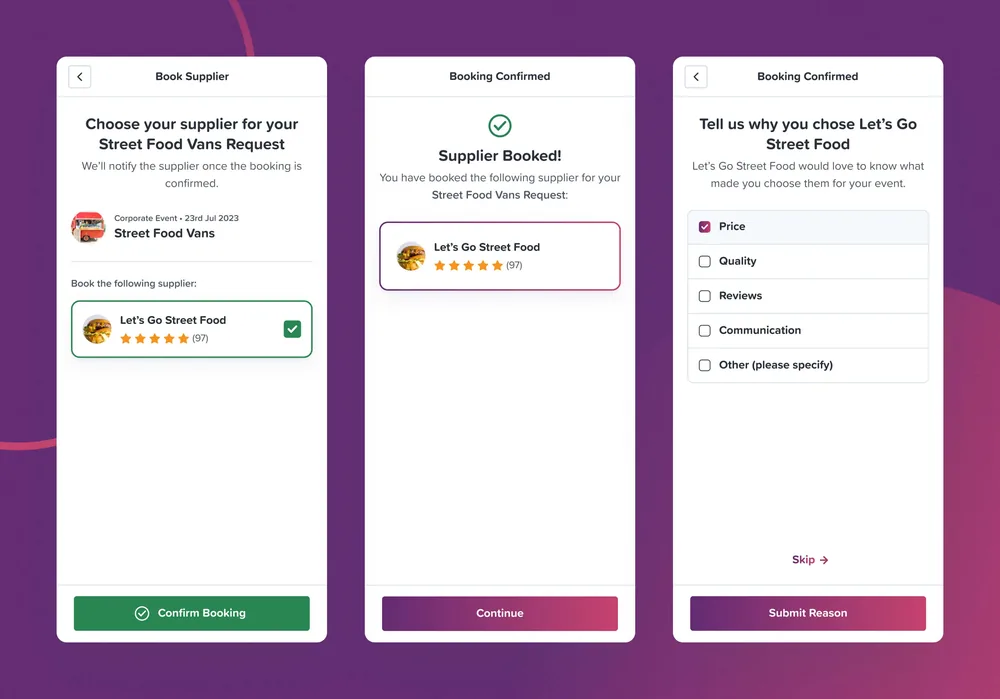 Book Supplier
Choose your supplier for your
Street Food Vans Request
We’ll notify the supplier once the booking is
confirmed.
Corporate Event • 23rd Jul 2023
Street Food Vans
Book the following supplier:
Let’s Go Street Food
(97)
Confirm Booking
Booking Confirmed
Supplier Booked!
You have booked the following supplier for your
Street Food Vans Request:
Let’s Go Street Food
(97)
Continue
Booking Confirmed
Tell us why you chose Let’s Go
Street Food
Let’s Go Street Food would love to know what
made you choose them for your event.
Price
Quality
Reviews
Communication
Other (please specify)
Skip →
Submit Reason